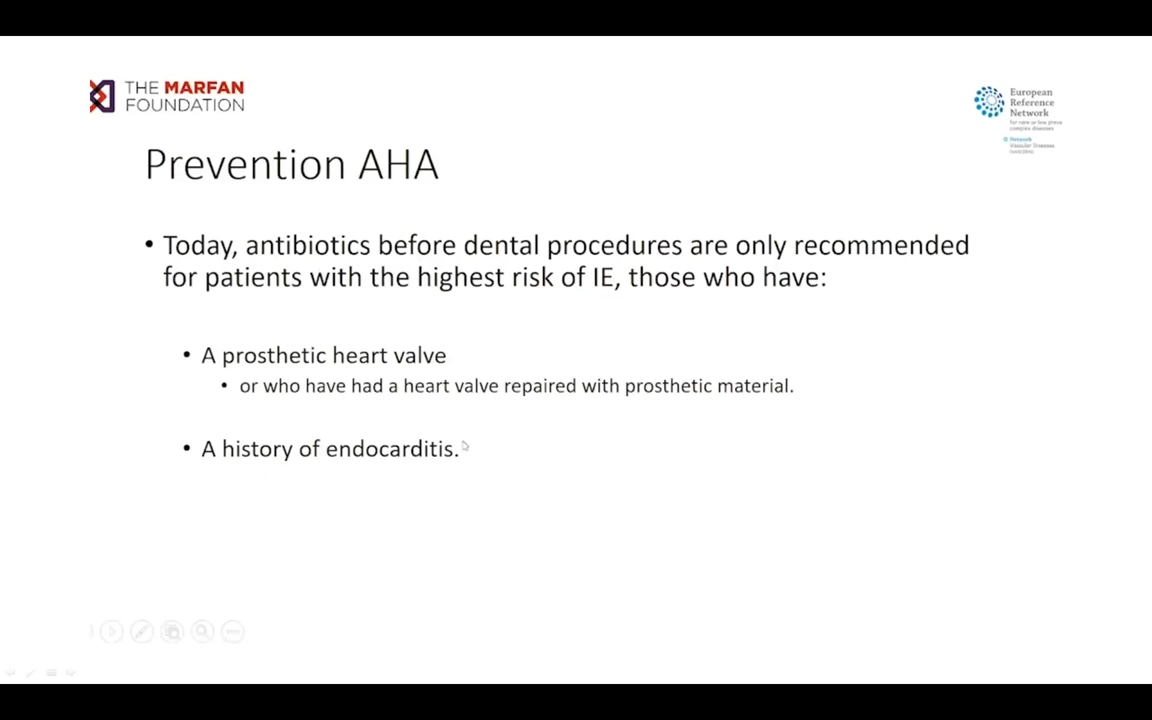 THE MARFAN
FOUNDATION
European
Reference
Network
for rare or low preva
complex diseases
Network
Vascular Diseases
Prevention AHA
• Today, antibiotics before dental procedures are only recommended
for patients with the highest risk of IE, those who have:
• A prosthetic heart valve
• or who have had a heart valve repaired with prosthetic material.
• A history of endocarditis.